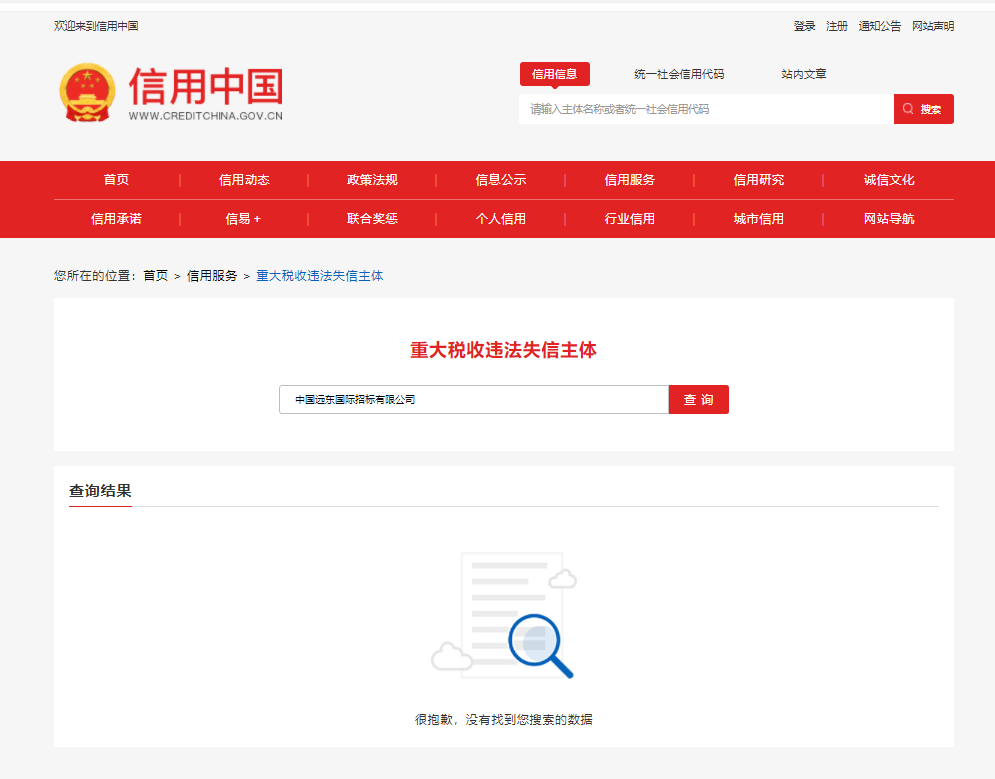 欢迎来到信用中国
登录 注册 通知公告 网站声明
信用中国
WWW.CREDITCHINA.GOV.CN
信用信息 统一社会信用代码 站内文章
请输入主体名称或者统一社会信用代码 搜索
首页 信用动态 政策法规 信息公示 信用服务 信用研究 诚信文化
信用承诺 信易+ 联合奖惩 个人信用 行业信用 城市信用 网站导航
您所在的位置：首页 > 信用服务 > 重大税收违法失信主体
重大税收违法失信主体
中国远东国际招标有限公司 查询
查询结果
很抱歉，没有找到您搜索的数据